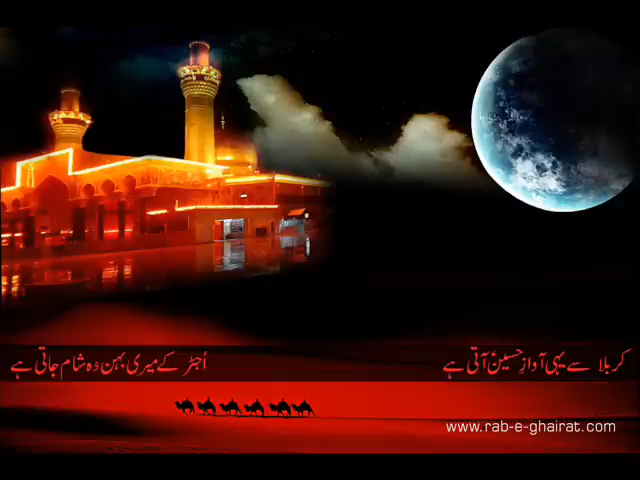 کربلا سے یہی آوازِ حسینؑ آتی ہے
اُجڑ کے میری بہن وہ شام جاتی ہے
www.rab-e-ghairat.com